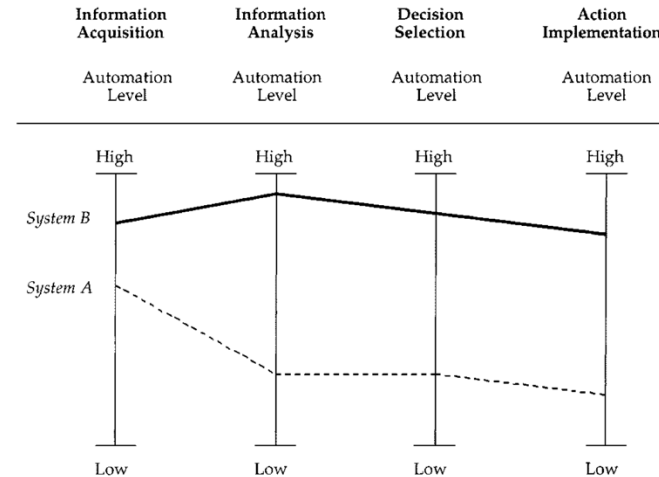 Information Information Decision Action
Acquisition Analysis Selection Implementation
Automation Automation Automation Automation
Level Level Level Level
High High High High
System B
System A
Low Low Low Low